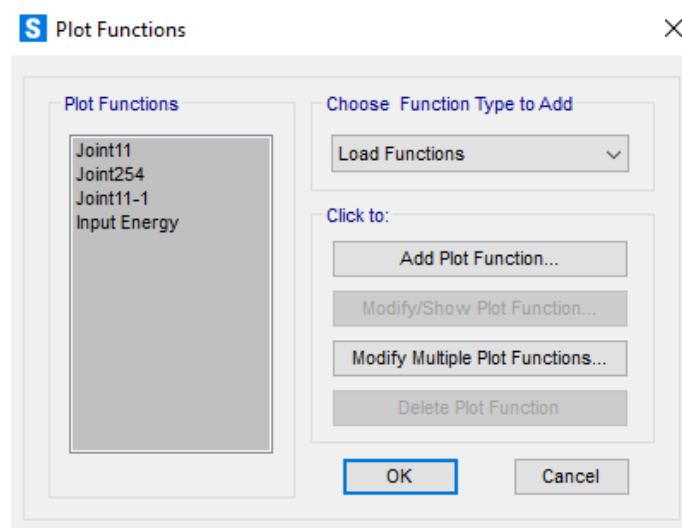 S Plot Functions
Plot Functions
Joint11
Joint254
Joint11-1
Input Energy
Choose Function Type to Add
Load Functions
Click to:
Add Plot Function...
Modify/Show Plot Function...
Modify Multiple Plot Functions...
Delete Plot Function
OK
Cancel